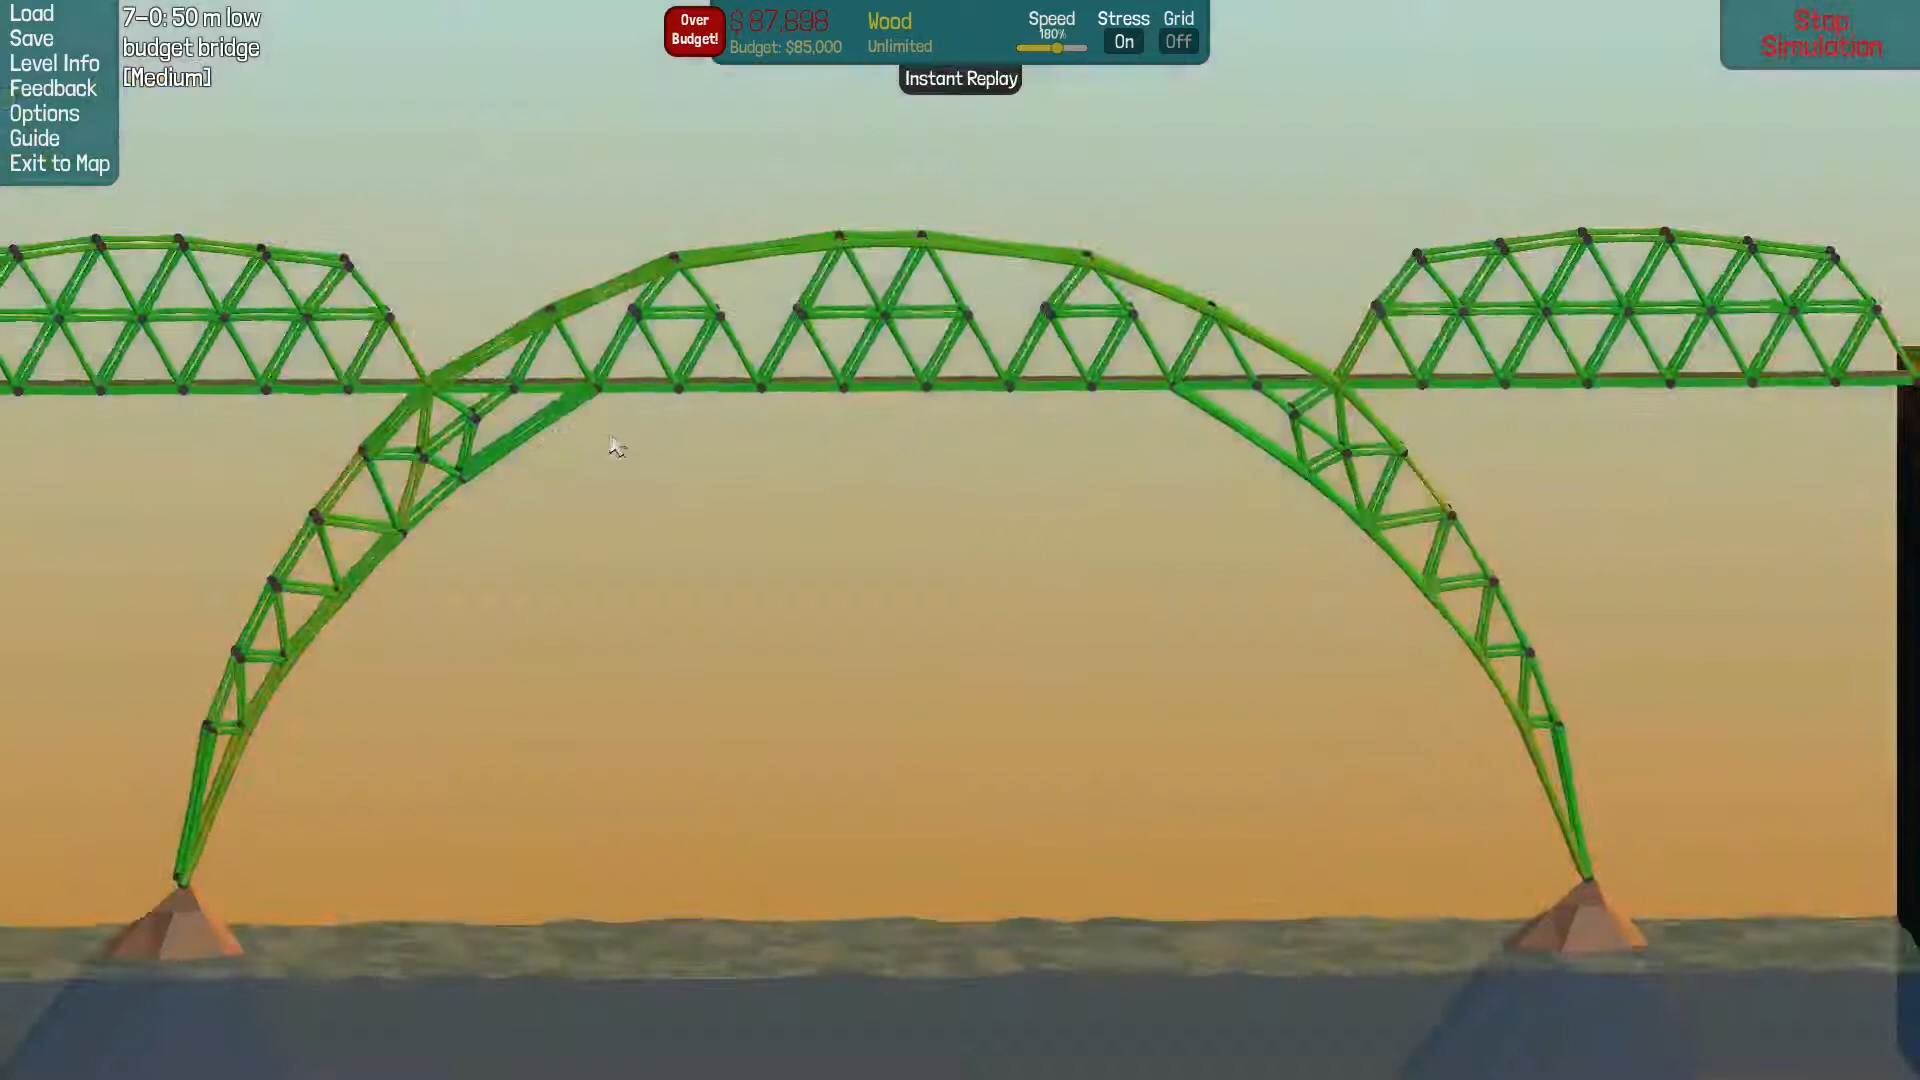 Load
Save
Level Info
Feedback
Options
Guide
Exit to Map
7-0: 50 m low
budget bridge
[Medium]
Over
Budget!
$ 87,898
Budget: $85,000
Wood
Unlimited
Speed
180%
Stress
On
Grid
Off
Instant Replay
Stop
Simulation